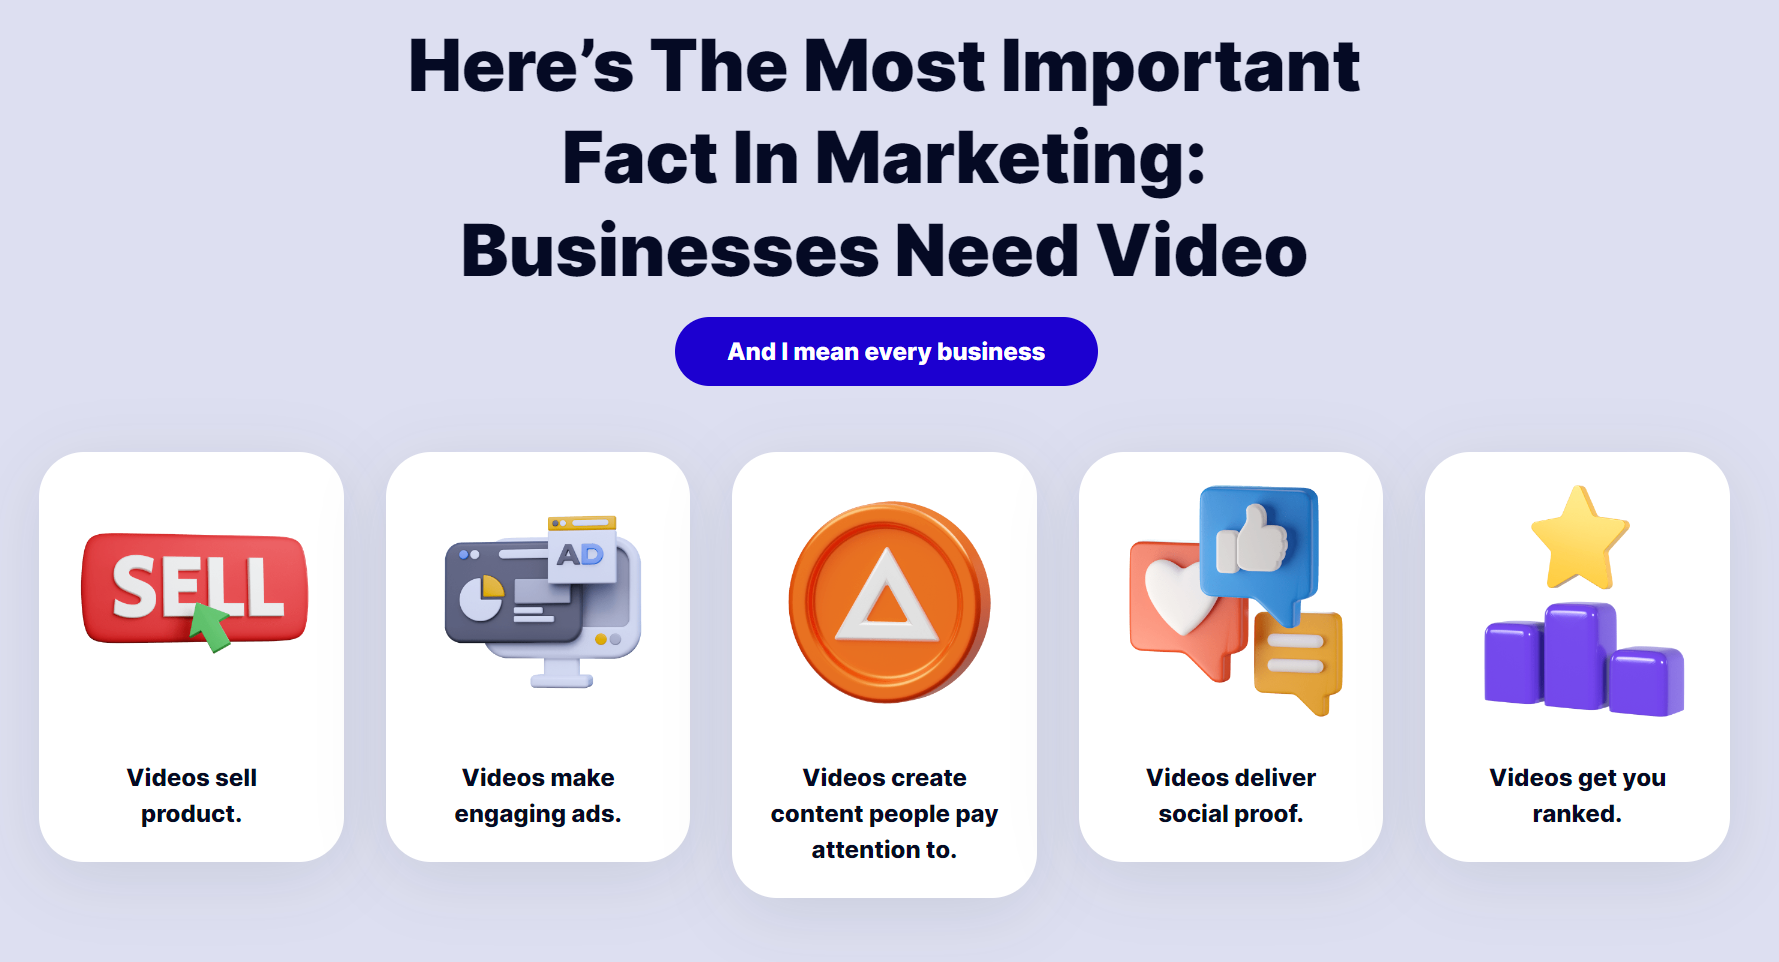 Here’s The Most Important
Fact In Marketing:
Businesses Need Video
And I mean every business
SELL
AD
Videos sell
product.
Videos make
engaging ads.
Videos create
content people pay
attention to.
Videos deliver
social proof.
Videos get you
ranked.